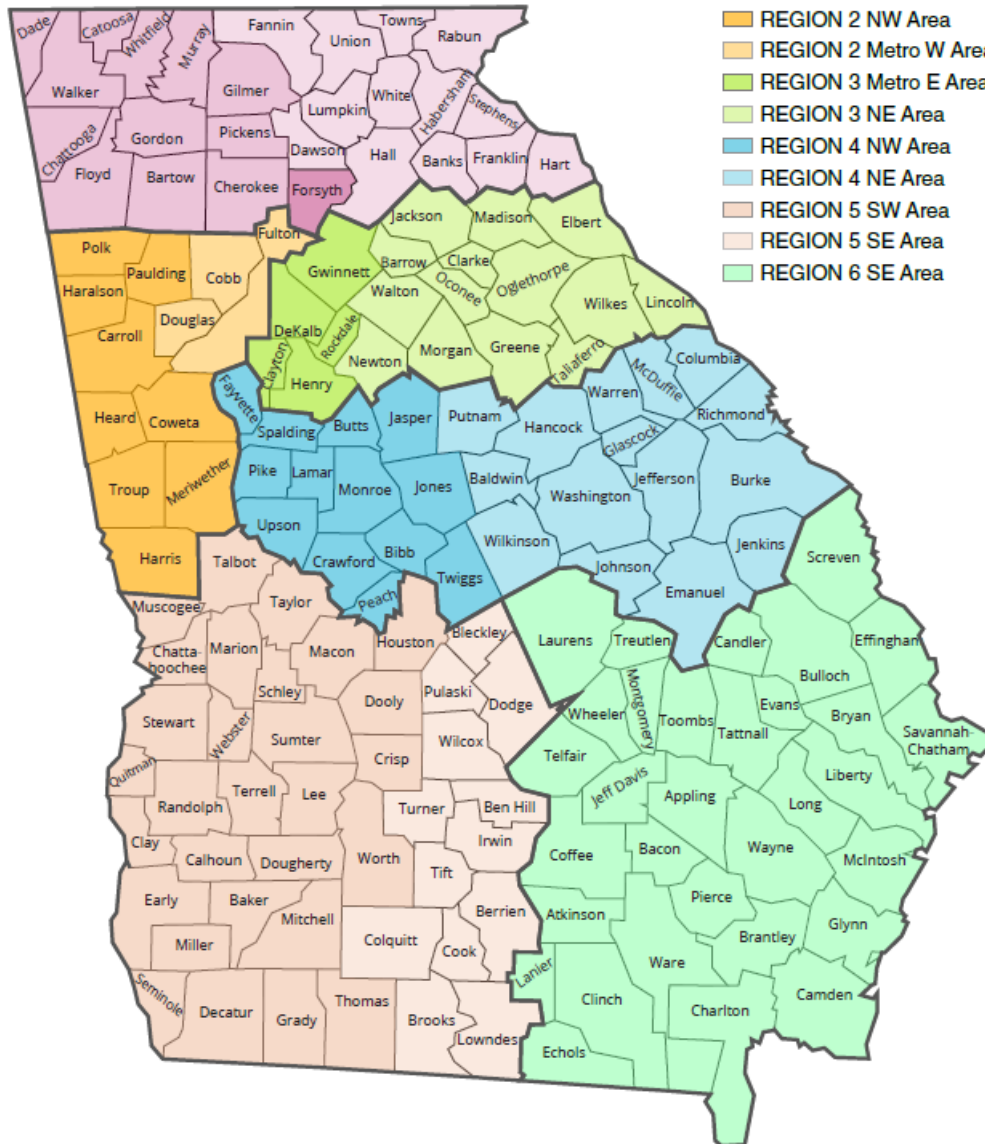 Dade
Catoosa
Whitfield
Murray
Fannin
Union
Towns
Rabun
REGION 2 NW Area
REGION 2 Metro W Area
REGION 3 Metro E Area
REGION 3 NE Area
REGION 4 NW Area
REGION 4 NE Area
REGION 5 SW Area
REGION 5 SE Area
REGION 6 SE Area
Walker
Gilmer
Lumpkin
White
Habersham
Stephens
Chattooga
Gordon
Pickens
Dawson
Hall
Banks
Franklin
Hart
Floyd
Bartow
Cherokee
Forsyth
Jackson
Madison
Elbert
Polk
Paulding
Cobb
Fulton
Gwinnett
Barrow
Clarke
Oglethorpe
Haralson
Walton
Oconee
Wilkes
Lincoln
Carroll
Douglas
DeKalb
Rockdale
Newton
Morgan
Greene
Taliaferro
Clayton
Henry
Columbia
McDuffie
Warren
Richmond
Heard
Coweta
Fayvette
Spalding
Butts
Jasper
Putnam
Hancock
Glascock
Troup
Meriwether
Pike
Lamar
Monroe
Jones
Baldwin
Washington
Jefferson
Burke
Harris
Upson
Crawford
Bibb
Twiggs
Wilkinson
Johnson
Jenkins
Emanuel
Screven
Talbot
Peach
Muscogee
Taylor
Chatta-
hoochee
Marion
Macon
Houston
Bleckley
Laurens
Treutlen
Candler
Effingham
Bulloch
Schley
Dooly
Pulaski
Dodge
Wheeler
Montgomery
Toombs
Evans
Bryan
Stewart
Webster
Sumter
Crisp
Wilcox
Telfair
Tattnall
Savannah-
Chatham
Quitman
Randolph
Terrell
Lee
Turner
Ben Hill
Jeff Davis
Appling
Long
Liberty
Clay
Calhoun
Dougherty
Worth
Irwin
Tift
Coffee
Bacon
Wayne
McIntosh
Early
Baker
Mitchell
Berrien
Atkinson
Pierce
Glynn
Miller
Colquitt
Cook
Brantley
Seminole
Decatur
Grady
Thomas
Brooks
Lowndes
Lanier
Clinch
Ware
Charlton
Camden
Echols